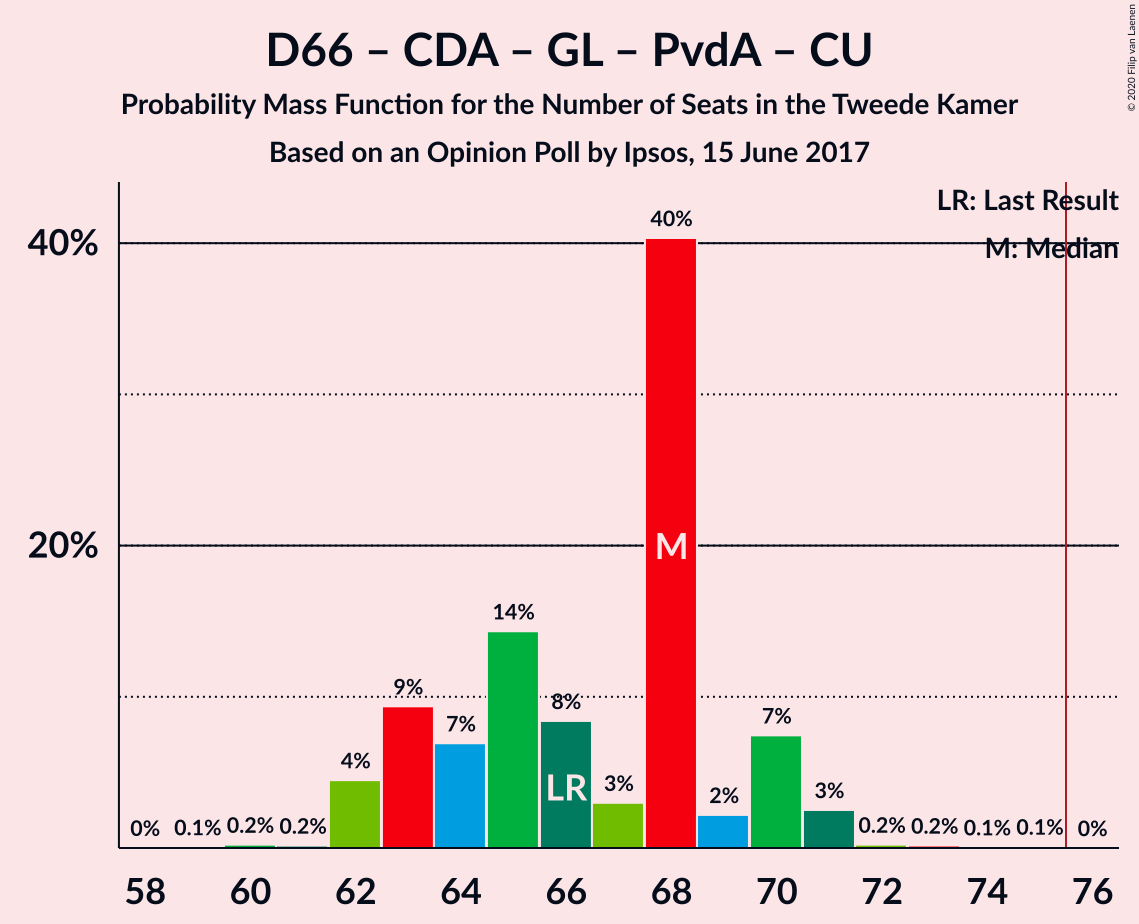 D66 – CDA – GL – PvdA – CU
Probability Mass Function for the Number of Seats in the Tweede Kamer
Based on an Opinion Poll by Ipsos, 15 June 2017
© 2020 Filip van Laenen
LR: Last Result
M: Median
40%
20%
0%
0.1%
0.2%
0.2%
4%
9%
7%
14%
8%
3%
40%
2%
7%
3%
0.2%
0.2%
0.1%
0.1%
0%
LR
M
58 60 62 64 66 68 70 72 74 76